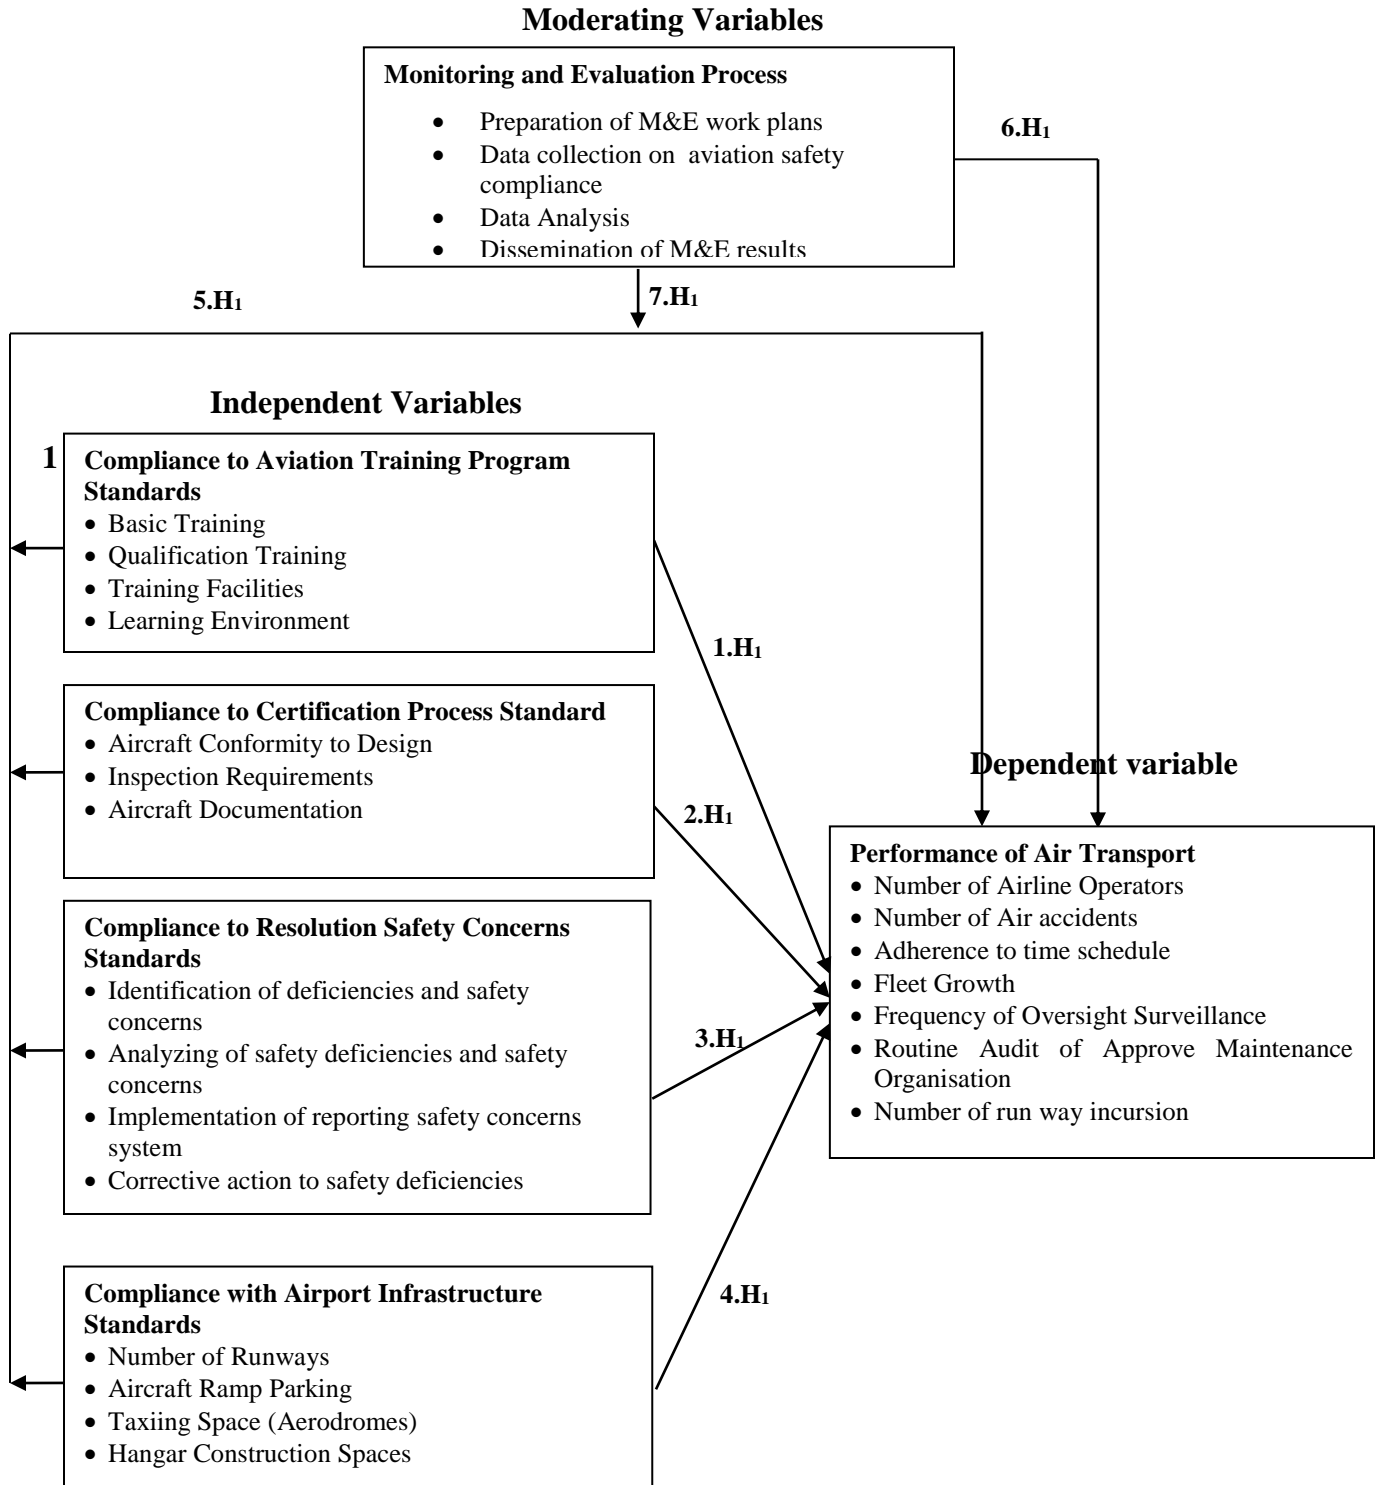 Moderating Variables
Monitoring and Evaluation Process
• Preparation of M&E work plans
• Data collection on aviation safety
compliance
• Data Analysis
• Dissemination of M&E results
6.H1
5.H1
7.H1
Independent Variables
1
Compliance to Aviation Training Program
Standards
• Basic Training
• Qualification Training
• Training Facilities
• Learning Environment
1.H1
Compliance to Certification Process Standard
• Aircraft Conformity to Design
• Inspection Requirements
• Aircraft Documentation
2.H1
Dependent variable
Performance of Air Transport
• Number of Airline Operators
• Number of Air accidents
• Adherence to time schedule
• Fleet Growth
• Frequency of Oversight Surveillance
• Routine Audit of Approve Maintenance
Organisation
• Number of run way incursion
Compliance to Resolution Safety Concerns
Standards
• Identification of deficiencies and safety
concerns
• Analyzing of safety deficiencies and safety
concerns
• Implementation of reporting safety concerns
system
• Corrective action to safety deficiencies
3.H1
Compliance with Airport Infrastructure
Standards
• Number of Runways
• Aircraft Ramp Parking
• Taxiing Space (Aerodromes)
• Hangar Construction Spaces
4.H1